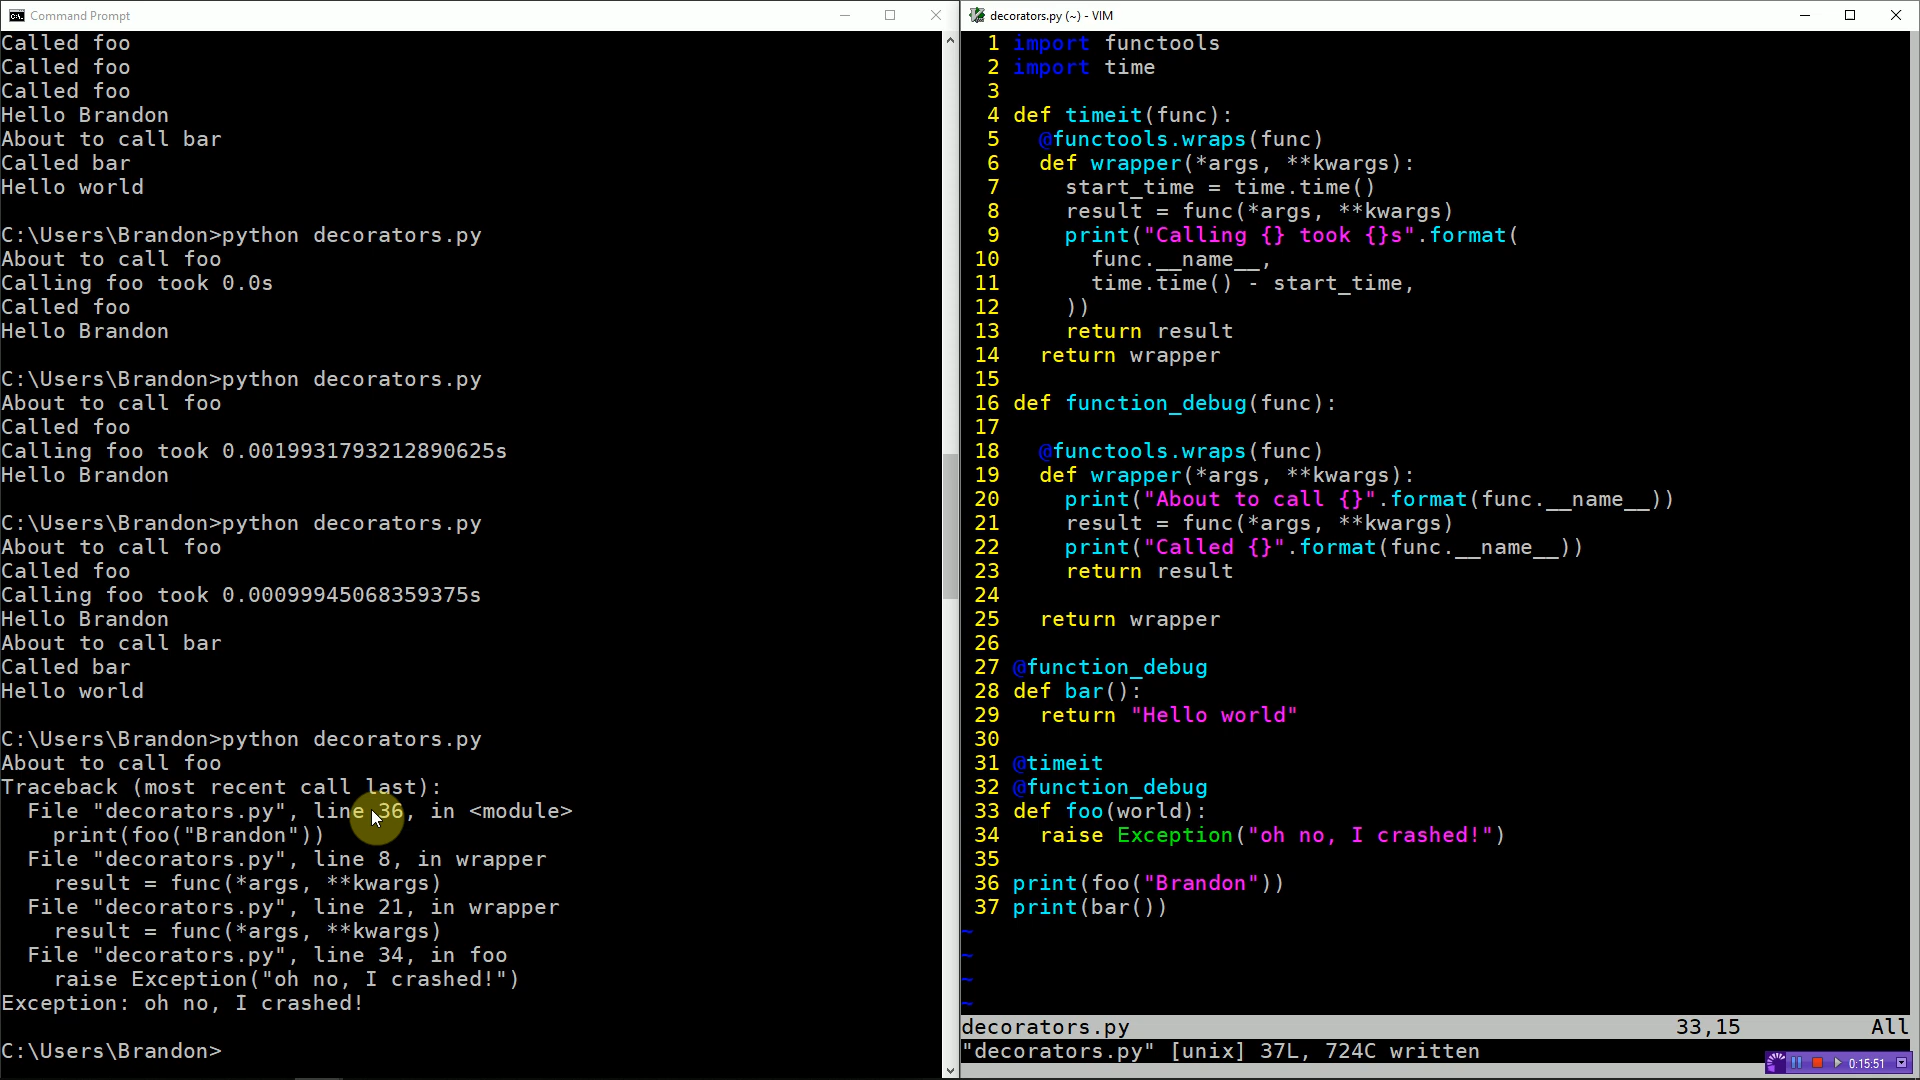 Command Prompt
Called foo
Called foo
Called foo
Hello Brandon
About to call bar
Called bar
Hello world
C:\Users\Brandon>python decorators.py
About to call foo
Calling foo took 0.0s
Called foo
Hello Brandon
C:\Users\Brandon>python decorators.py
About to call foo
Called foo
Calling foo took 0.0019931793212890625s
Hello Brandon
C:\Users\Brandon>python decorators.py
About to call foo
Called foo
Calling foo took 0.00099945068359375s
Hello Brandon
About to call bar
Called bar
Hello world
C:\Users\Brandon>python decorators.py
About to call foo
Traceback (most recent call last):
  File "decorators.py", line 36, in <module>
    print(foo("Brandon"))
  File "decorators.py", line 8, in wrapper
    result = func(*args, **kwargs)
  File "decorators.py", line 21, in wrapper
    result = func(*args, **kwargs)
  File "decorators.py", line 34, in foo
    raise Exception("oh no, I crashed!")
Exception: oh no, I crashed!
C:\Users\Brandon>
decorators.py (~) - VIM
1 import functools
2 import time
3
4 def timeit(func):
5   @functools.wraps(func)
6   def wrapper(*args, **kwargs):
7     start_time = time.time()
8     result = func(*args, **kwargs)
9     print("Calling {} took {}s".format(
10       func.__name__,
11       time.time() - start_time,
12     ))
13     return result
14   return wrapper
15
16 def function_debug(func):
17
18   @functools.wraps(func)
19   def wrapper(*args, **kwargs):
20     print("About to call {}".format(func.__name__))
21     result = func(*args, **kwargs)
22     print("Called {}".format(func.__name__))
23     return result
24
25   return wrapper
26
27 @function_debug
28 def bar():
29   return "Hello world"
30
31 @timeit
32 @function_debug
33 def foo(world):
34   raise Exception("oh no, I crashed!")
35
36 print(foo("Brandon"))
37 print(bar())
~
~
~
~
decorators.py 33,15 All
"decorators.py" [unix] 37L, 724C written
0:15:51